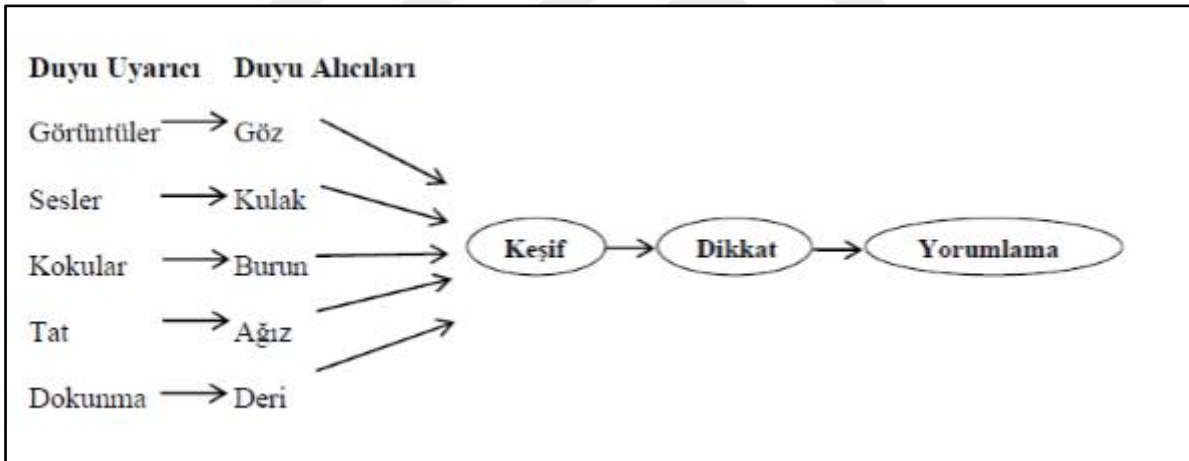 Duyu Uyarıcı Duyu Alıcıları
Görüntüler Göz
Sesler Kulak
Keşif Dikkat Yorumlama
Kokular Burun
Tat Ağız
Dokunma Deri